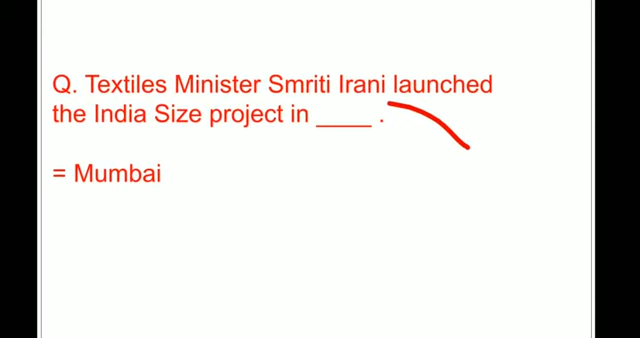 Q. Textiles Minister Smriti Irani launched
the India Size project in ____ .
= Mumbai